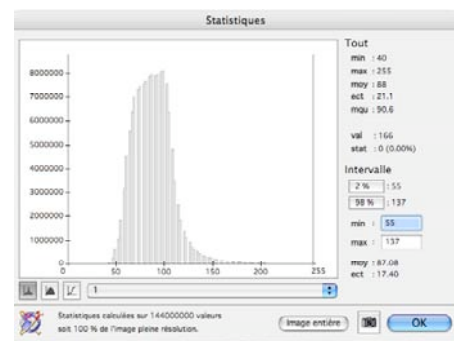 Statistiques
Tout
min : 40
max : 255
moy : 88
ect : 21.1
mqu : 90.6
val : 166
stat : 0 (0.00%)
Intervalle
2 % : 55
98 % : 137
min : 55
max : 137
moy : 87.08
ect : 17.40
8000000
7000000
6000000
5000000
4000000
3000000
2000000
1000000
0
0 50 100 150 200 255
1
Statistiques calculées sur 144000000 valeurs
soit 100 % de l'image pleine résolution.
Image entière
OK